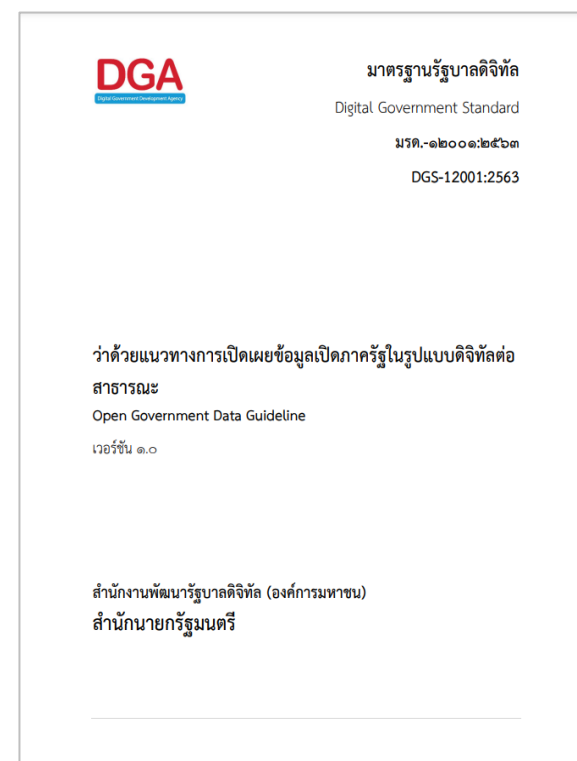 DGA
Digital Government Development Agency
มาตรฐานรัฐบาลดิจิทัล
Digital Government Standard
มรด.-๑๒๐๐๑:๒๕๖๓
DGS-12001:2563
ว่าด้วยแนวทางการเปิดเผยข้อมูลเปิดภาครัฐในรูปแบบดิจิทัลต่อ
สาธารณะ
Open Government Data Guideline
เวอร์ชัน ๑.๐
สำนักงานพัฒนารัฐบาลดิจิทัล (องค์การมหาชน)
สำนักนายกรัฐมนตรี